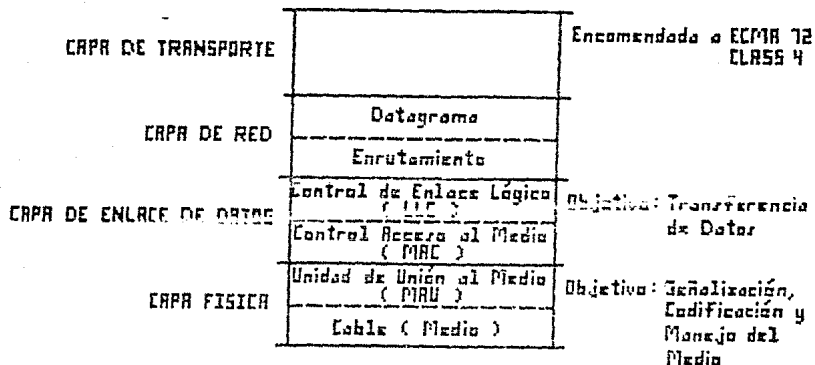 CAPA DE TRANSPORTE
Encomendada a ECMA 72
CLASS 4
CAPA DE RED
Datagrama
Enrutamiento
CAPA DE ENLACE DE DATOS
Control de Enlace Lógico
( LLC )
Control Acceso al Medio
( MAC )
Objetivo: Transferencia
de Datos
CAPA FISICA
Unidad de Unión al Medio
( MAU )
Cable ( Medio )
Objetivo: Señalización,
Codificación y
Manejo del
Medio